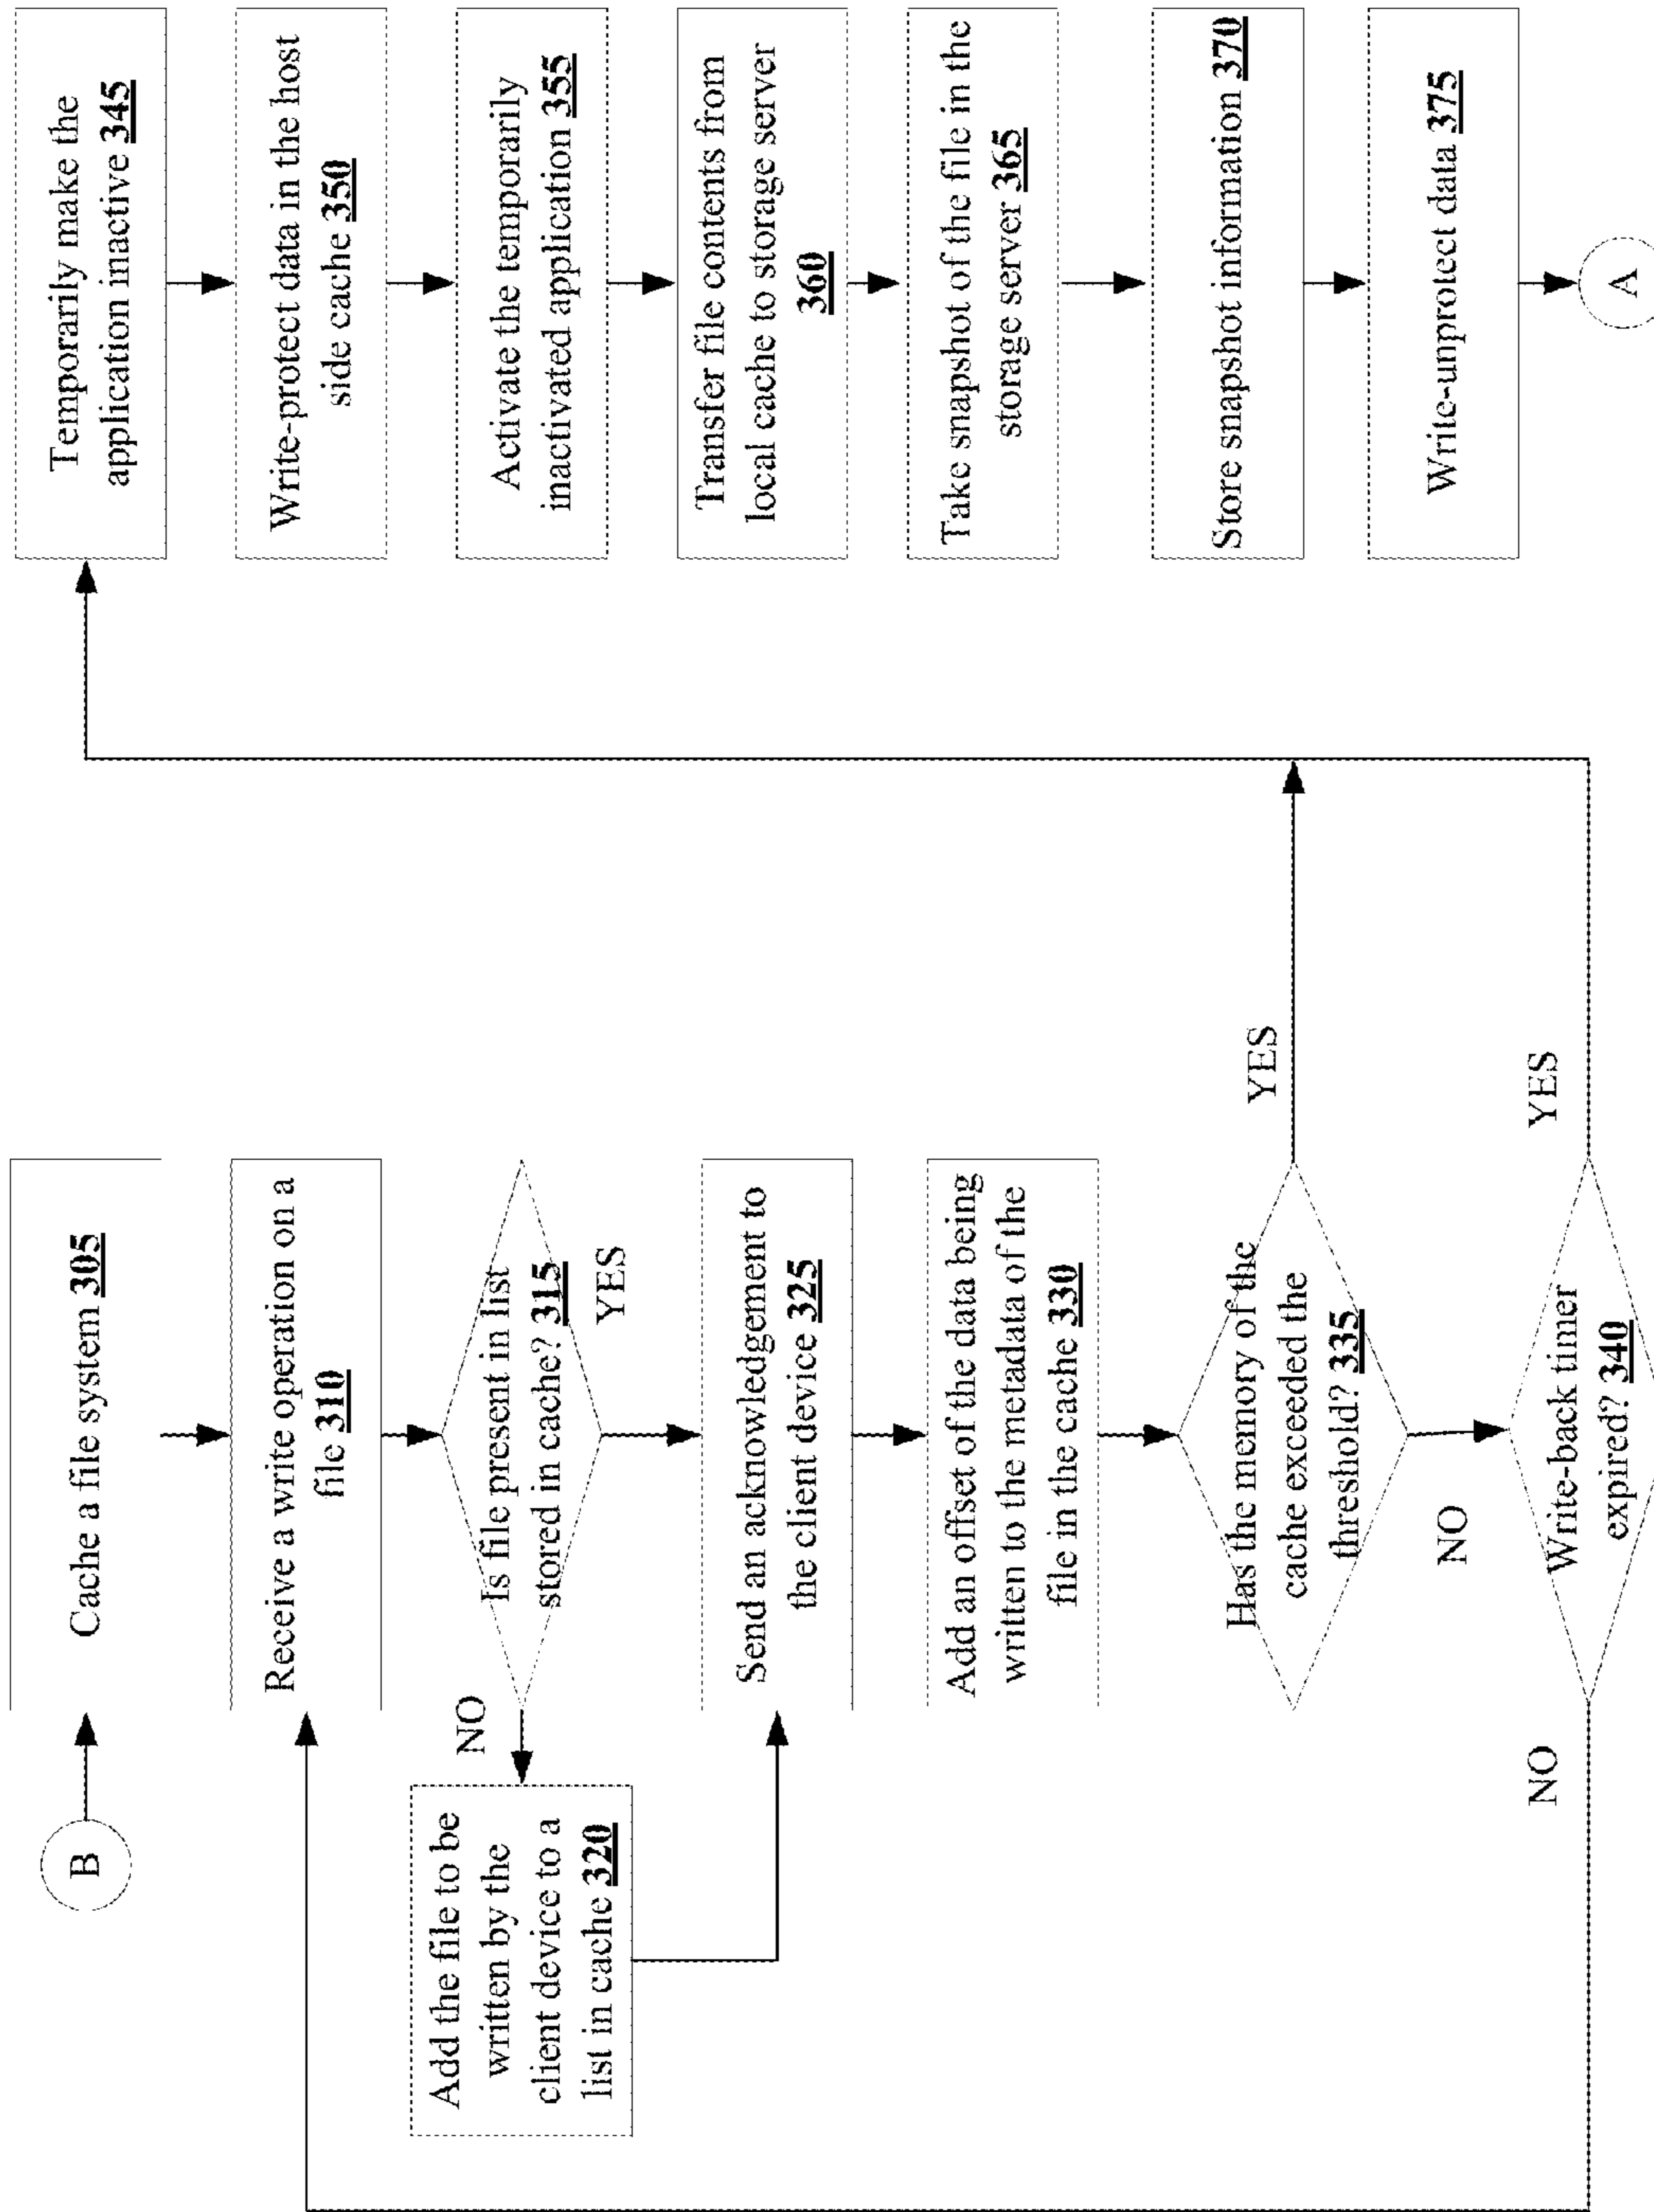 B
Cache a file system 305
Receive a write operation on a
file 310
Is file present in list
stored in cache? 315
NO
YES
Add the file to be
written by the
client device to a
list in cache 320
Send an acknowledgement to
the client device 325
Add an offset of the data being
written to the metadata of the
file in the cache 330
Has the memory of the
cache exceeded the
threshold? 335
YES
NO
Write-back timer
expired? 340
NO
YES
Temporarily make the
application inactive 345
Write-protect data in the host
side cache 350
Activate the temporarily
inactivated application 355
Transfer file contents from
local cache to storage server
360
Take snapshot of the file in the
storage server 365
Store snapshot information 370
Write-unprotect data 375
A